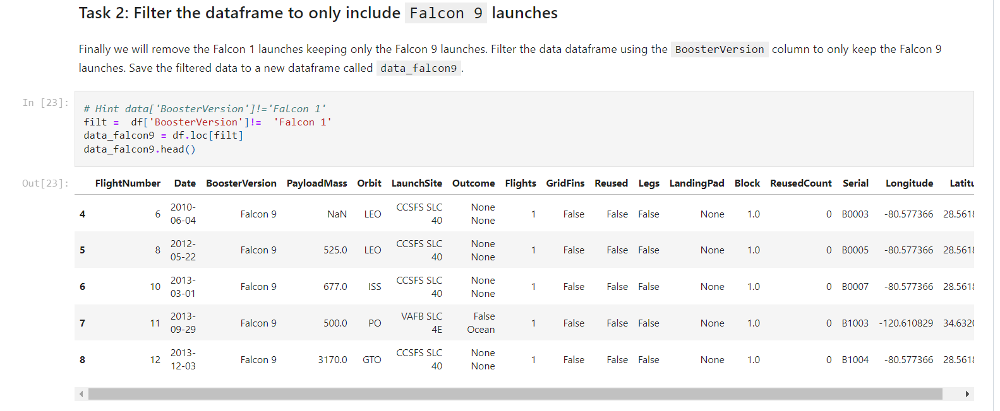 Task 2: Filter the dataframe to only include Falcon 9 launches
Finally we will remove the Falcon 1 launches keeping only the Falcon 9 launches. Filter the data dataframe using the BoosterVersion column to only keep the Falcon 9
launches. Save the filtered data to a new dataframe called data_falcon9 .
In [23]:
# Hint data['BoosterVersion']!='Falcon 1'
filt =  df['BoosterVersion']!=  'Falcon 1'
data_falcon9 = df.loc[filt]
data_falcon9.head()
Out[23]:
FlightNumber Date BoosterVersion PayloadMass Orbit LaunchSite Outcome Flights GridFins Reused Legs LandingPad Block ReusedCount Serial Longitude Latitu
4 6 2010-06-04 Falcon 9 NaN LEO CCSFS SLC 40 None None 1 False False False None 1.0 0 B0003 -80.577366 28.5618
5 8 2012-05-22 Falcon 9 525.0 LEO CCSFS SLC 40 None None 1 False False False None 1.0 0 B0005 -80.577366 28.5618
6 10 2013-03-01 Falcon 9 677.0 ISS CCSFS SLC 40 None None 1 False False False None 1.0 0 B0007 -80.577366 28.5618
7 11 2013-09-29 Falcon 9 500.0 PO VAFB SLC 4E False Ocean 1 False False False None 1.0 0 B1003 -120.610829 34.6320
8 12 2013-12-03 Falcon 9 3170.0 GTO CCSFS SLC 40 None None 1 False False False None 1.0 0 B1004 -80.577366 28.5618